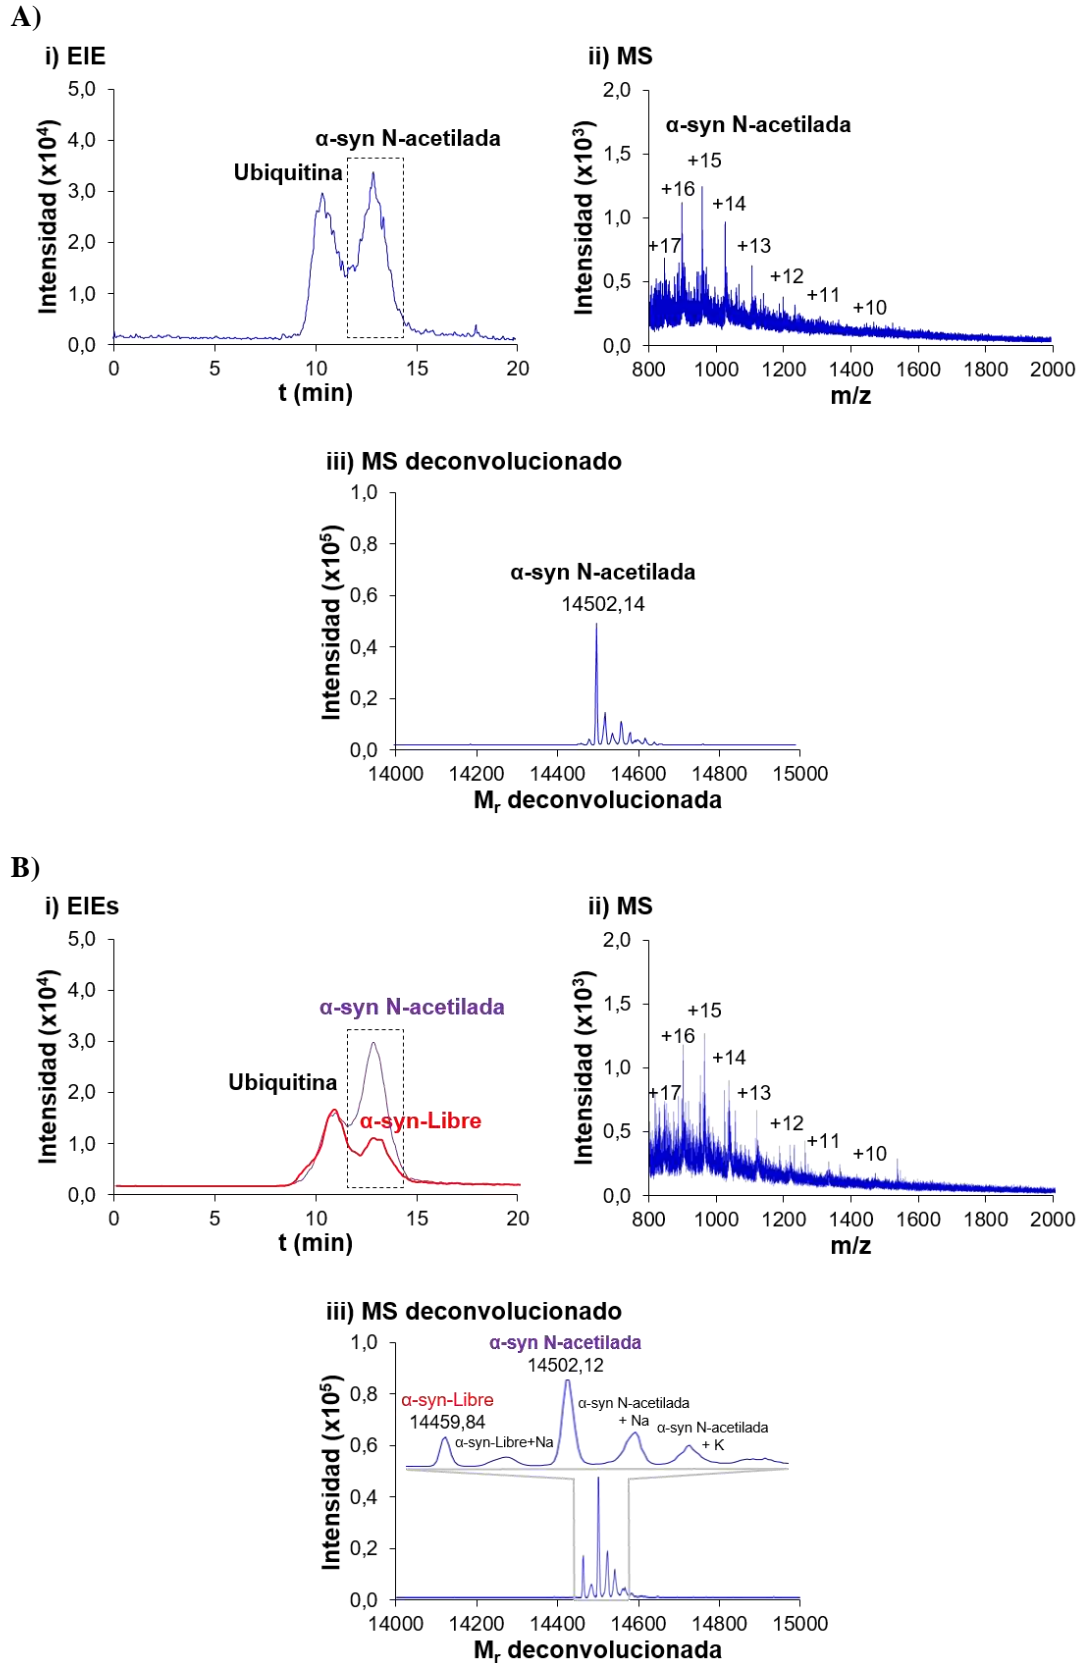 A)
i) EIE
Intensidad (x10⁴)
5,0
4,0
3,0
2,0
1,0
0,0
Ubiquitina
α-syn N-acetilada
0 5 10 15 20
t (min)
ii) MS
Intensidad (x10³)
2,0
1,5
1,0
0,5
0,0
α-syn N-acetilada
+17
+16
+15
+14
+13
+12
+11
+10
800 1000 1200 1400 1600 1800 2000
m/z
iii) MS deconvolucionado
Intensidad (x10⁵)
1,0
0,8
0,6
0,4
0,2
0,0
α-syn N-acetilada
14502,14
14000 14200 14400 14600 14800 15000
Mr deconvolucionada
B)
i) EIEs
Intensidad (x10⁴)
5,0
4,0
3,0
2,0
1,0
0,0
α-syn N-acetilada
Ubiquitina
α-syn-Libre
0 5 10 15 20
t (min)
ii) MS
Intensidad (x10³)
2,0
1,5
1,0
0,5
0,0
+17
+16
+15
+14
+13
+12
+11
+10
800 1000 1200 1400 1600 1800 2000
m/z
iii) MS deconvolucionado
Intensidad (x10⁵)
1,0
0,8
0,6
0,4
0,2
0,0
α-syn N-acetilada
14502,12
α-syn-Libre
14459,84
α-syn-Libre+Na
α-syn N-acetilada
+ Na
α-syn N-acetilada
+ K
14000 14200 14400 14600 14800 15000
Mr deconvolucionada